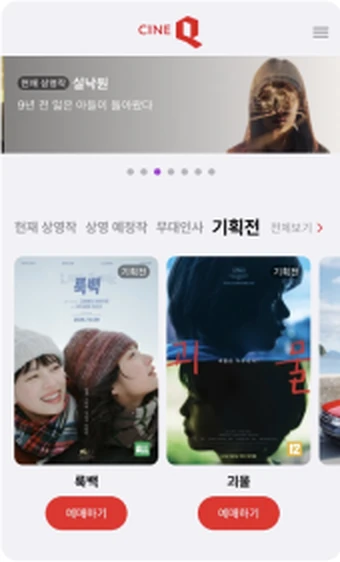 CINE Q
현재 상영작 실낙원
9년 전 잃은 아들이 돌아왔다
현재 상영작 상영 예정작 무대인사 기획전 전체보기
기획전
룩백
기획전
괴 물
12
룩백 괴물
예매하기 예매하기